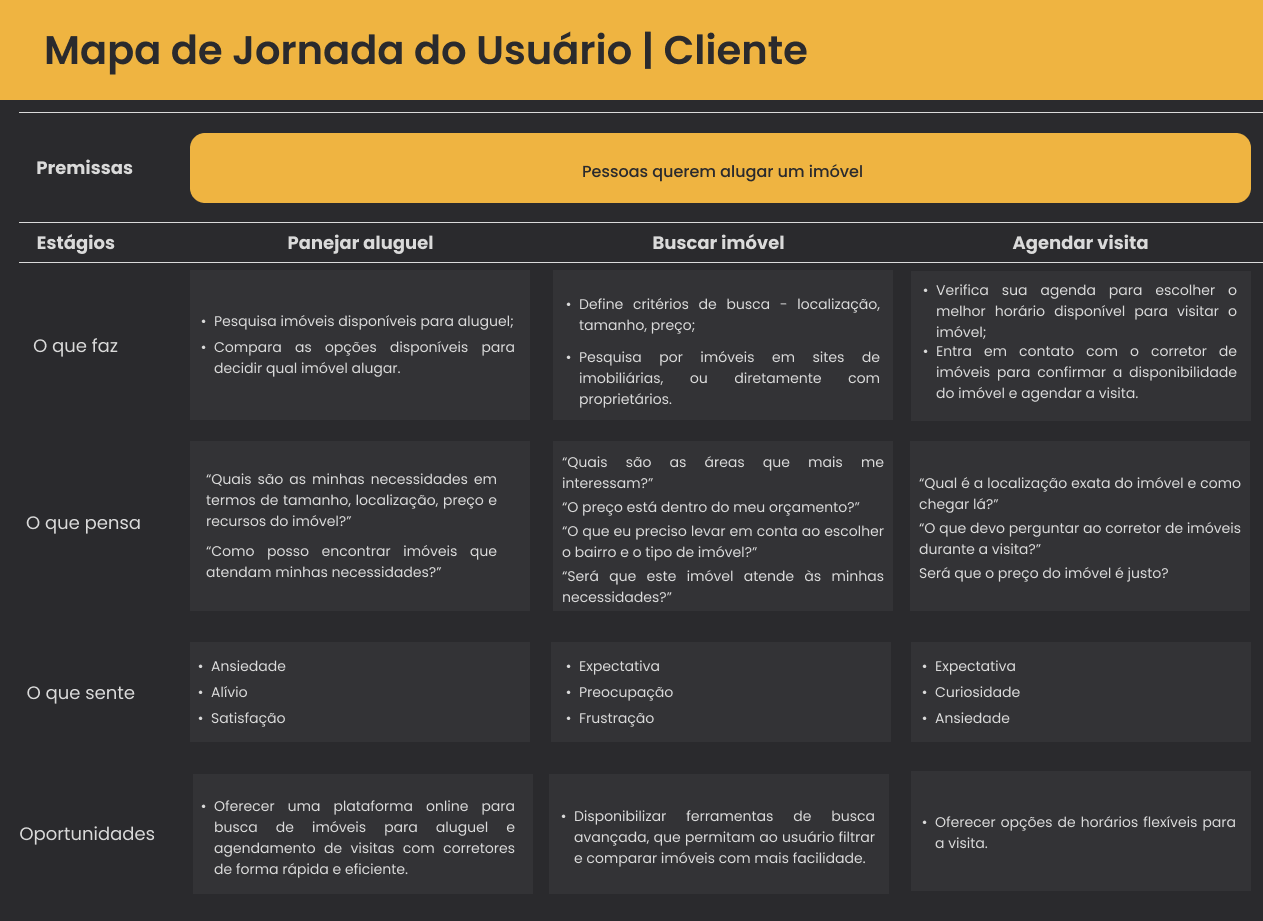 Mapa de Jornada do Usuário | Cliente
Premissas
Pessoas querem alugar um imóvel
Estágios
Panejar aluguel
Buscar imóvel
Agendar visita
O que faz
• Pesquisa imóveis disponíveis para aluguel;
• Compara as opções disponíveis para
decidir qual imóvel alugar.
• Define critérios de busca - localização,
tamanho, preço;
• Pesquisa por imóveis em sites de
imobiliárias, ou diretamente com
proprietários.
• Verifica sua agenda para escolher o
melhor horário disponível para visitar o
imóvel;
• Entra em contato com o corretor de
imóveis para confirmar a disponibilidade
do imóvel e agendar a visita.
O que pensa
“Quais são as minhas necessidades em
termos de tamanho, localização, preço e
recursos do imóvel?”
“Como posso encontrar imóveis que
atendam minhas necessidades?”
“Quais são as áreas que mais me
interessam?”
“O preço está dentro do meu orçamento?”
“O que eu preciso levar em conta ao escolher
o bairro e o tipo de imóvel?”
“Será que este imóvel atende às minhas
necessidades?”
“Qual é a localização exata do imóvel e como
chegar lá?”
“O que devo perguntar ao corretor de imóveis
durante a visita?”
Será que o preço do imóvel é justo?
O que sente
• Ansiedade
• Alívio
• Satisfação
• Expectativa
• Preocupação
• Frustração
• Expectativa
• Curiosidade
• Ansiedade
Oportunidades
• Oferecer uma plataforma online para
busca de imóveis para aluguel e
agendamento de visitas com corretores
de forma rápida e eficiente.
• Disponibilizar ferramentas de busca
avançada, que permitam ao usuário filtrar
e comparar imóveis com mais facilidade.
• Oferecer opções de horários flexíveis para
a visita.